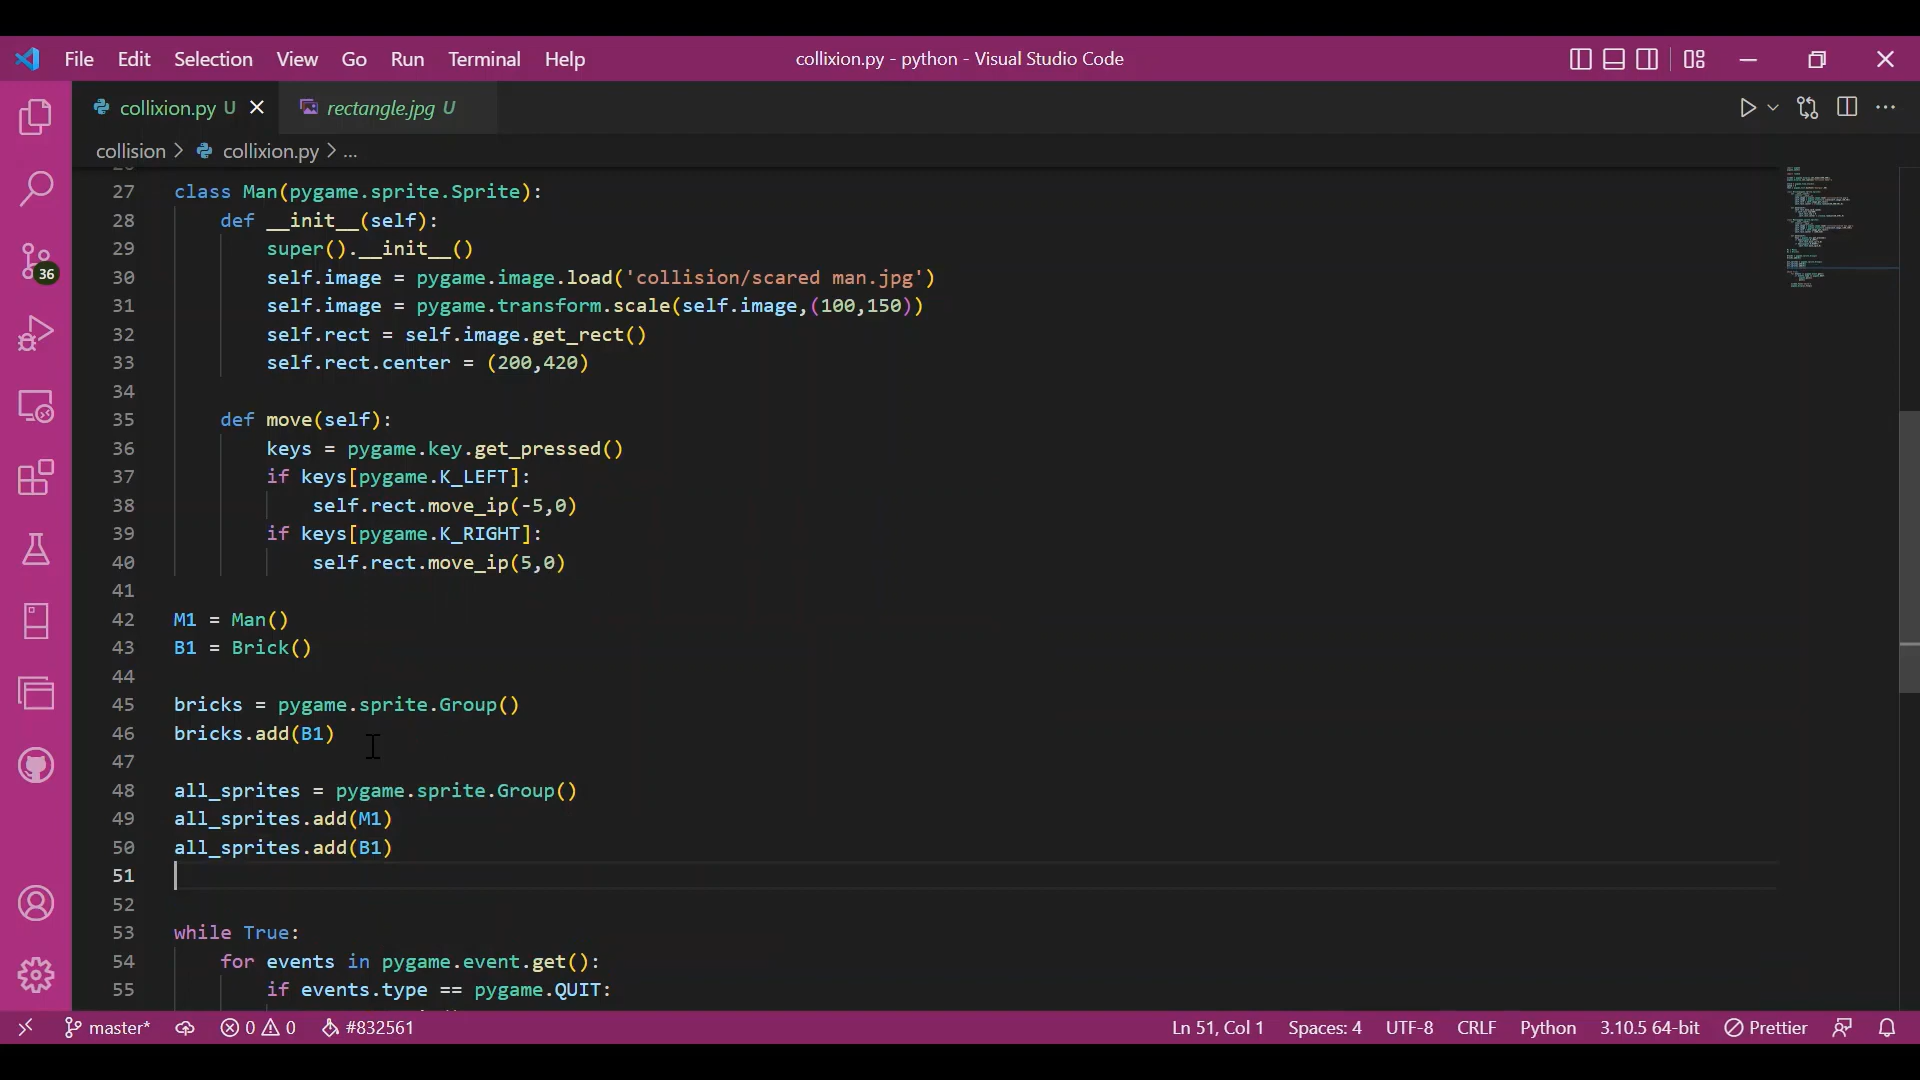 File Edit Selection View Go Run Terminal Help collixion.py - python - Visual Studio Code
collixion.py U rectangle.jpg U
collision > collixion.py > ...
27 class Man(pygame.sprite.Sprite):
28 def __init__(self):
29 super().__init__()
30 self.image = pygame.image.load('collision/scared man.jpg')
31 self.image = pygame.transform.scale(self.image,(100,150))
32 self.rect = self.image.get_rect()
33 self.rect.center = (200,420)
34
35 def move(self):
36 keys = pygame.key.get_pressed()
37 if keys[pygame.K_LEFT]:
38 self.rect.move_ip(-5,0)
39 if keys[pygame.K_RIGHT]:
40 self.rect.move_ip(5,0)
41
42 M1 = Man()
43 B1 = Brick()
44
45 bricks = pygame.sprite.Group()
46 bricks.add(B1)
47
48 all_sprites = pygame.sprite.Group()
49 all_sprites.add(M1)
50 all_sprites.add(B1)
51
52
53 while True:
54 for events in pygame.event.get():
55 if events.type == pygame.QUIT:
36
master* 0 0 #832561 Ln 51, Col 1 Spaces: 4 UTF-8 CRLF Python 3.10.5 64-bit Prettier